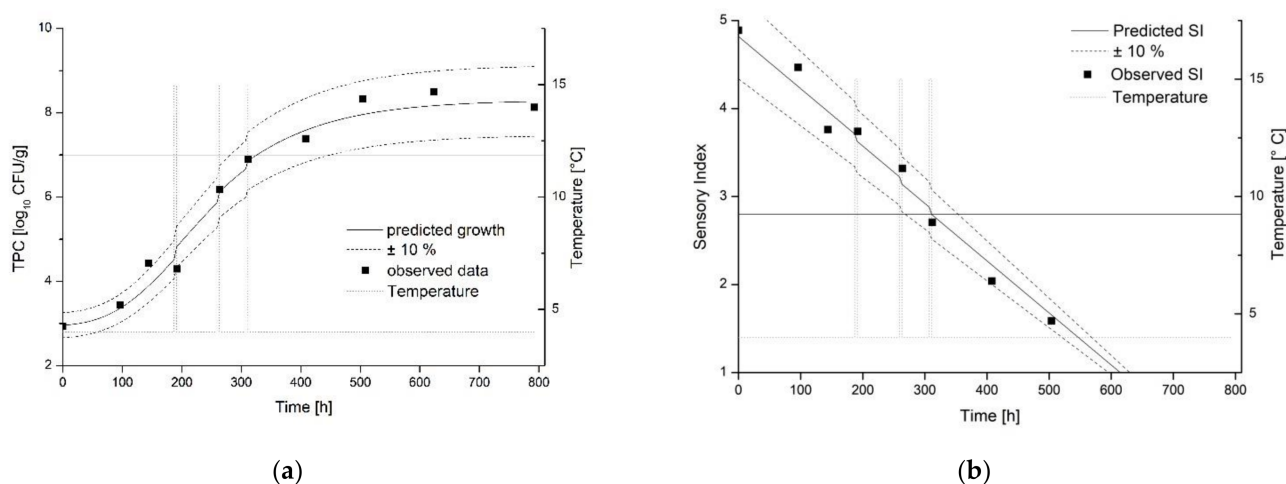 10
8
6
4
2
TPC [log10 CFU/g]
15
10
5
Temperature [°C]
predicted growth
± 10 %
observed data
Temperature
0 100 200 300 400 500 600 700 800
Time [h]
(a)
5
4
3
2
1
Sensory Index
Predicted SI
± 10 %
Observed SI
Temperature
15
10
5
Temperature [° C]
0 100 200 300 400 500 600 700 800
Time [h]
(b)